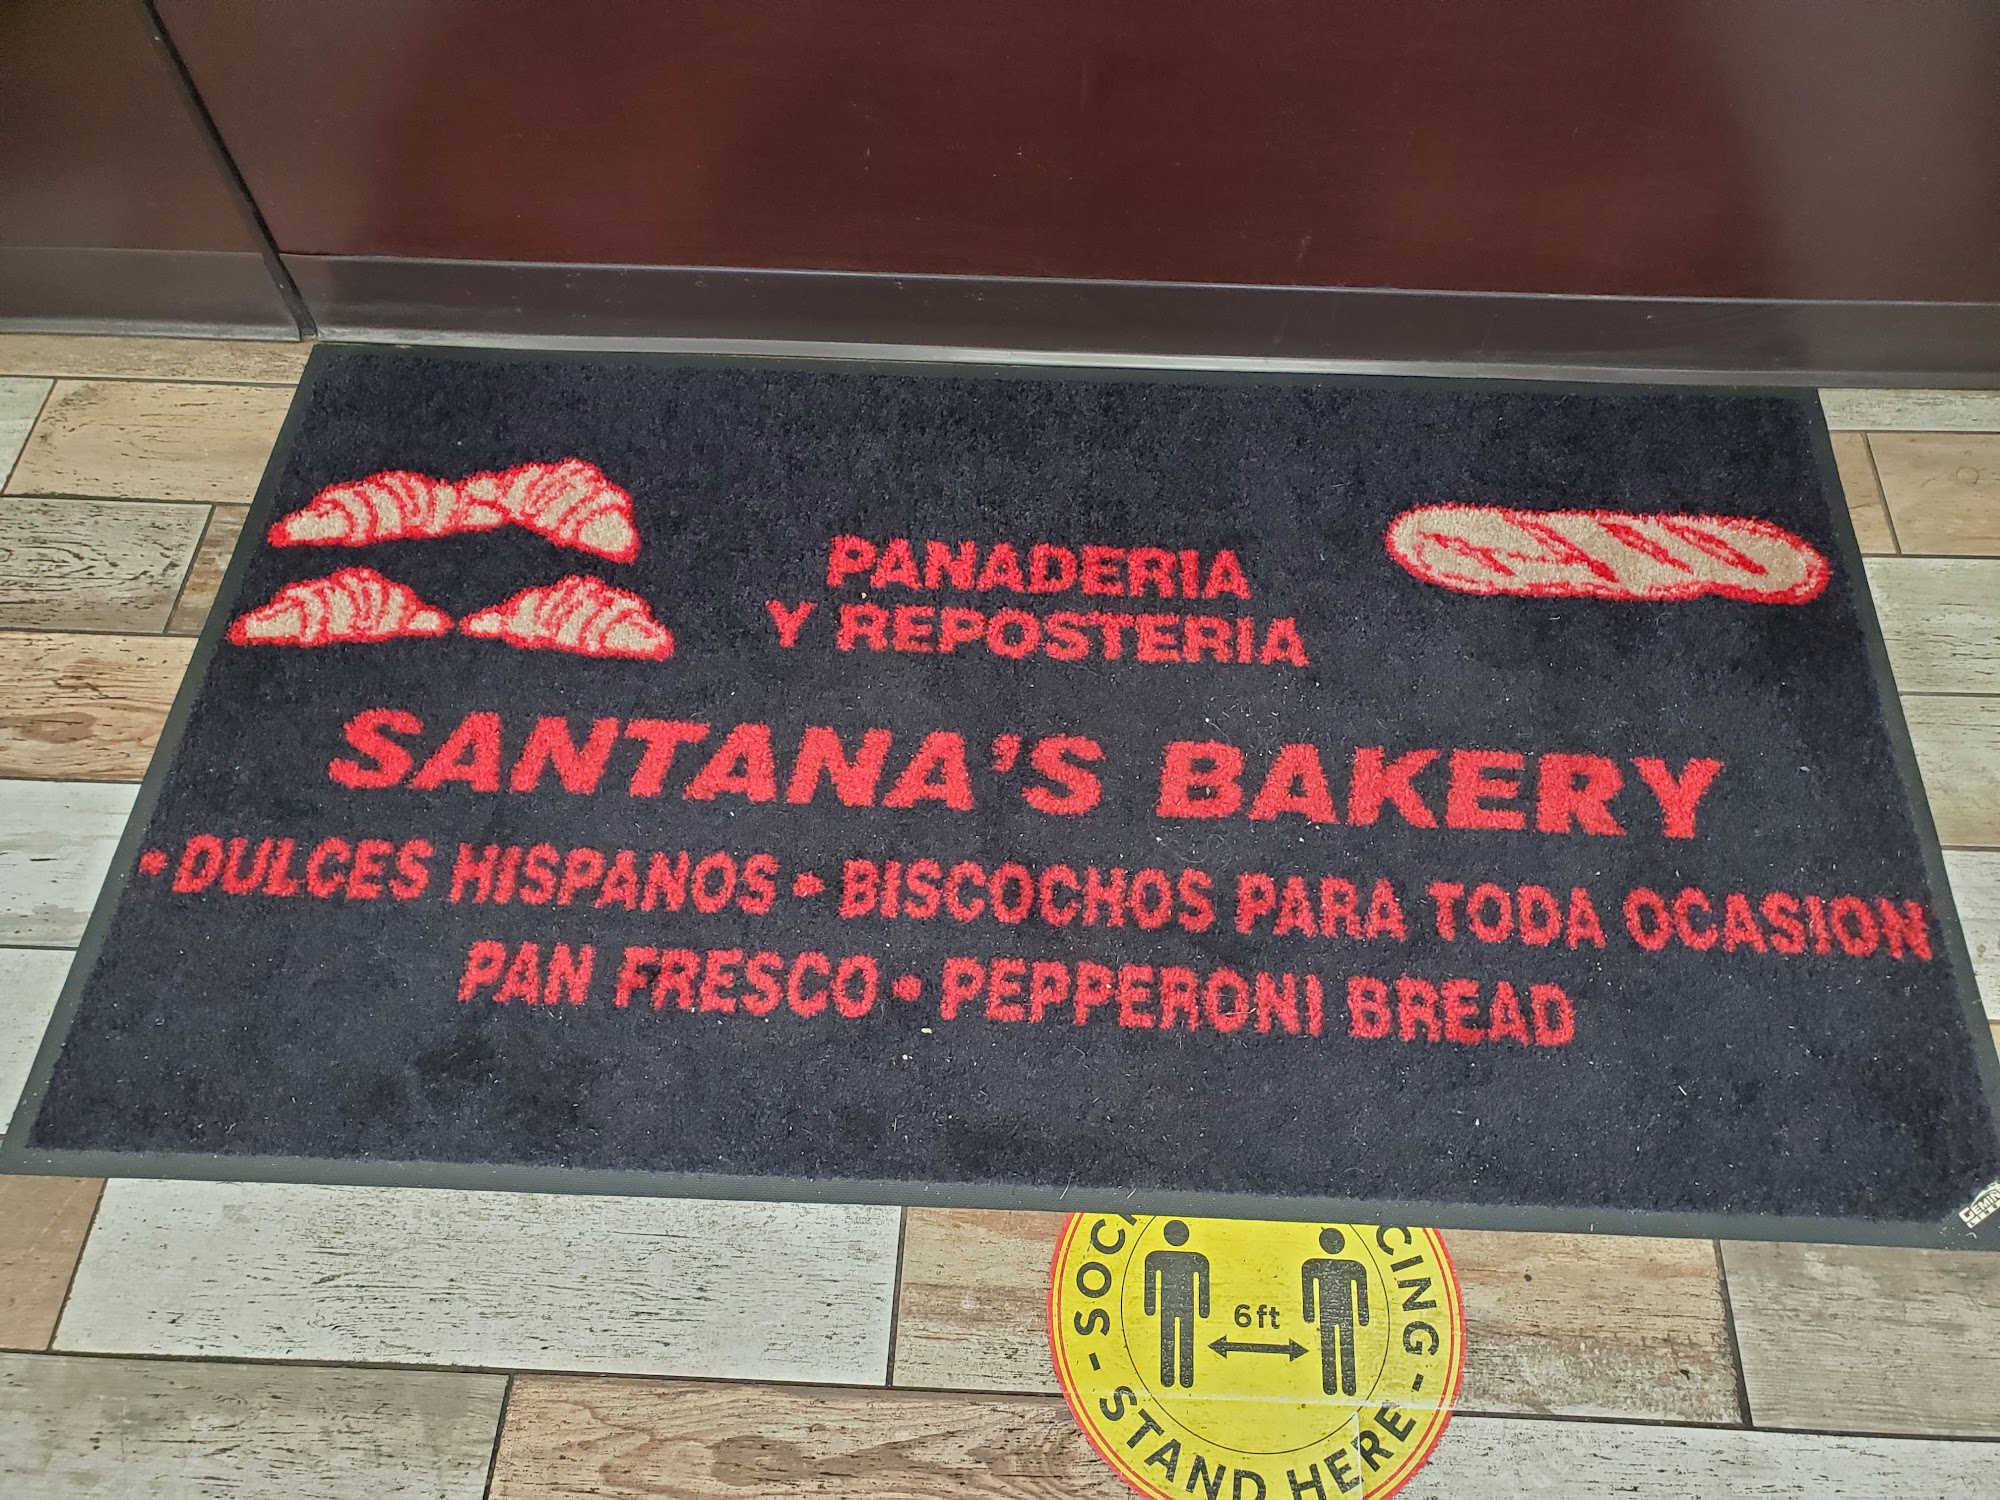 PANADERIA
Y REPOSTERIA
SANTANA'S BAKERY
• DULCES HISPANOS • BISCOCHOS PARA TODA OCASION
PAN FRESCO • PEPPERONI BREAD
6ft
- STAND HERE -